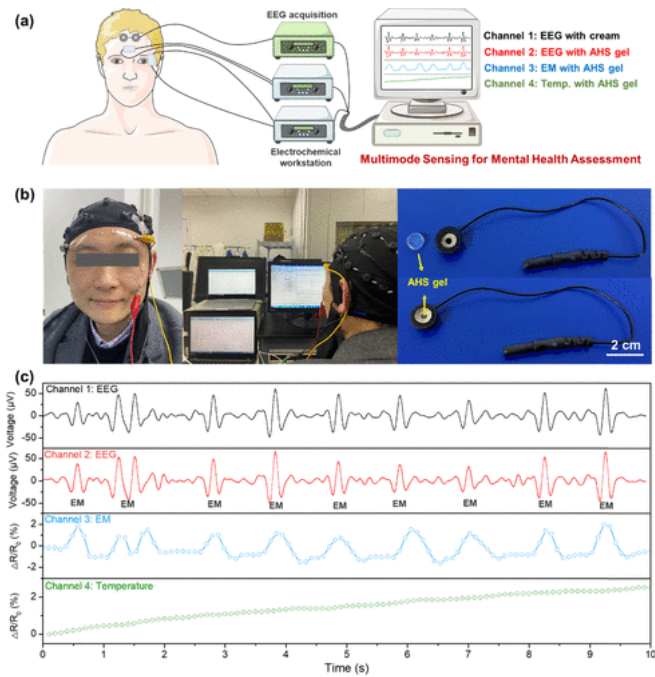 (a)
EEG acquisition
Electrochemical
workstation
Channel 1: EEG with cream
Channel 2: EEG with AHS gel
Channel 3: EM with AHS gel
Channel 4: Temp. with AHS gel
Multimode Sensing for Mental Health Assessment
(b)
AHS gel
2 cm
(c)
Channel 1: EEG
Voltage (μV)
50
0
-50
Channel 2: EEG
Voltage (μV)
50
0
-50
EM EM EM EM EM EM EM EM EM
Channel 3: EM
△R/R₀ (%)
2
0
-2
Channel 4: Temperature
△R/R₀ (%)
2
0
0 1 2 3 4 5 6 7 8 9 10
Time (s)